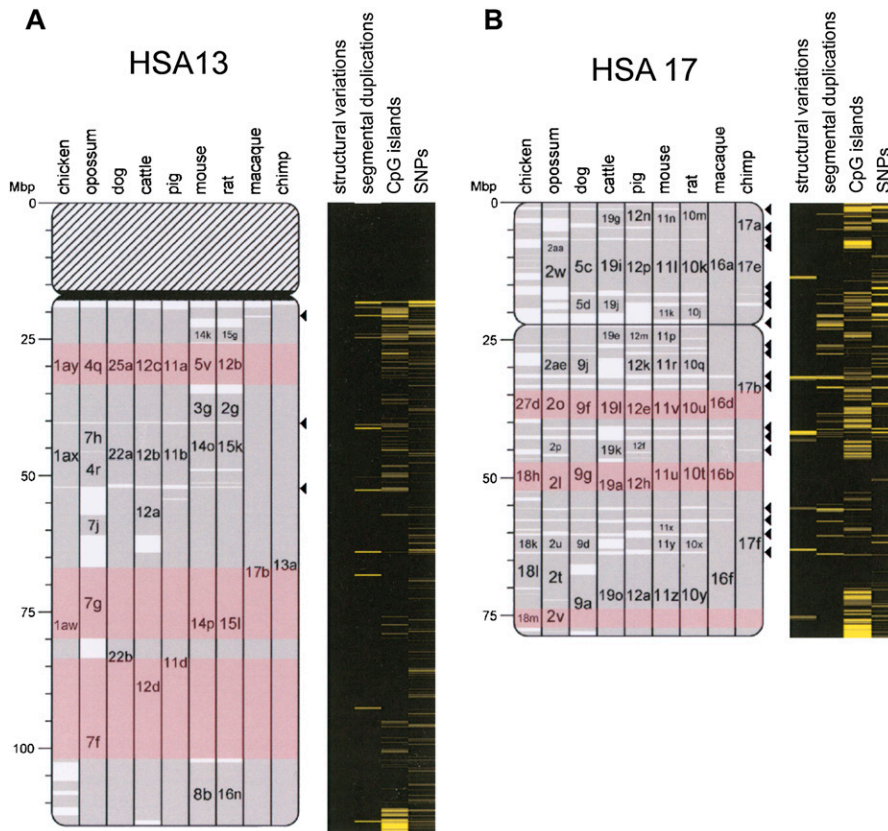 A
HSA13
structural variations
segmental duplications
CpG islands
SNPs
Mbp
chicken
opossum
dog
cattle
pig
mouse
rat
macaque
chimp
0
25
50
75
100
14k 15g
1ay 4q 25a 12c 11a 5v 12b
3g 2g
7h
1ax 22a 12b 11b 14o 15k
4r
12a
7j
17b 13a
7g
1aw 14p 15l
22b 11d
12d
7f
8b 16n
B
HSA 17
structural variations
segmental duplications
CpG islands
SNPs
Mbp
chicken
opossum
dog
cattle
pig
mouse
rat
macaque
chimp
0
25
50
75
19g 12n 11n 10m
17a
2aa
2w 5c 19i 12p 11l 10k 16a 17e
5d 19j
11k 10j
19e 12m 11p
2ae 9j 12k 11r 10q
17b
27d 2o 9f 19l 12e 11v 10u 16d
2p 19k 12f
18h 2l 9g 19a 12h 11u 10t 16b
11x
18k 2u 9d 11y 10x 17f
18l 2t 16f
9a 19o 12a 11z 10y
18m 2v